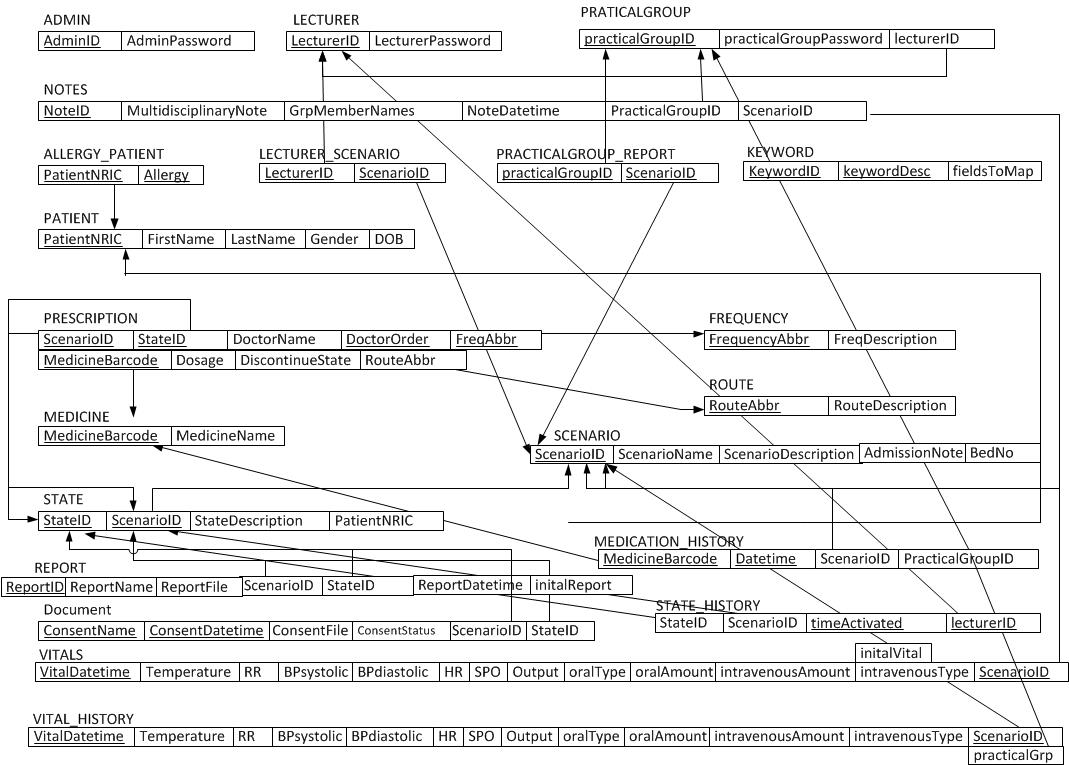 ADMIN
AdminID AdminPassword
LECTURER
LecturerID LecturerPassword
PRATICALGROUP
practicalGroupID practicalGroupPassword lecturerID
NOTES
NoteID MultidisciplinaryNote GrpMemberNames NoteDatetime PracticalGroupID ScenarioID
ALLERGY_PATIENT
PatientNRIC Allergy
LECTURER_SCENARIO
LecturerID ScenarioID
PRACTICALGROUP_REPORT
practicalGroupID ScenarioID
KEYWORD
KeywordID keywordDesc fieldsToMap
PATIENT
PatientNRIC FirstName LastName Gender DOB
PRESCRIPTION
ScenarioID StateID DoctorName DoctorOrder FreqAbbr
MedicineBarcode Dosage DiscontinueState RouteAbbr
FREQUENCY
FrequencyAbbr FreqDescription
ROUTE
RouteAbbr RouteDescription
MEDICINE
MedicineBarcode MedicineName
SCENARIO
ScenarioID ScenarioName ScenarioDescription AdmissionNote BedNo
STATE
StateID ScenarioID StateDescription PatientNRIC
MEDICATION_HISTORY
MedicineBarcode Datetime ScenarioID PracticalGroupID
REPORT
ReportID ReportName ReportFile ScenarioID StateID ReportDatetime initalReport
STATE_HISTORY
StateID ScenarioID timeActivated lecturerID
Document
ConsentName ConsentDatetime ConsentFile ConsentStatus ScenarioID StateID
VITALS
initalVital
VitalDatetime Temperature RR BPsystolic BPdiastolic HR SPO Output oralType oralAmount intravenousAmount intravenousType ScenarioID
VITAL_HISTORY
VitalDatetime Temperature RR BPsystolic BPdiastolic HR SPO Output oralType oralAmount intravenousAmount intravenousType ScenarioID
practicalGrp